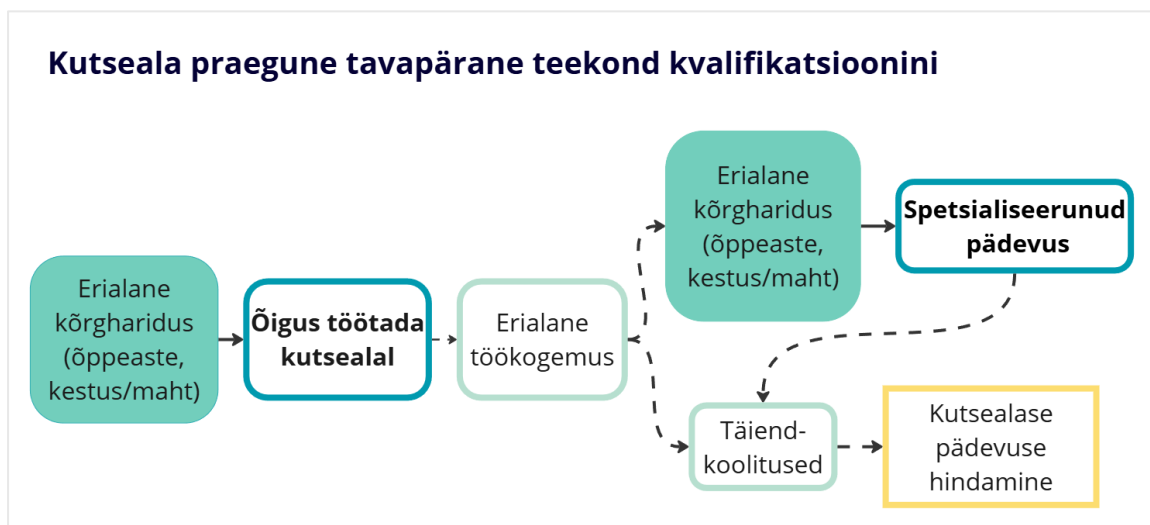 Kutseala praegune tavapärane teekond kvalifikatsioonini
Erialane
kõrgharidus
(õppeaste,
kestus/maht)
Õigus töötada
kutsealal
Erialane
töökogemus
Erialane
kõrgharidus
(õppeaste,
kestus/maht)
Spetsialiseerunud
pädevus
Täiend-
koolitused
Kutsealase
pädevuse
hindamine